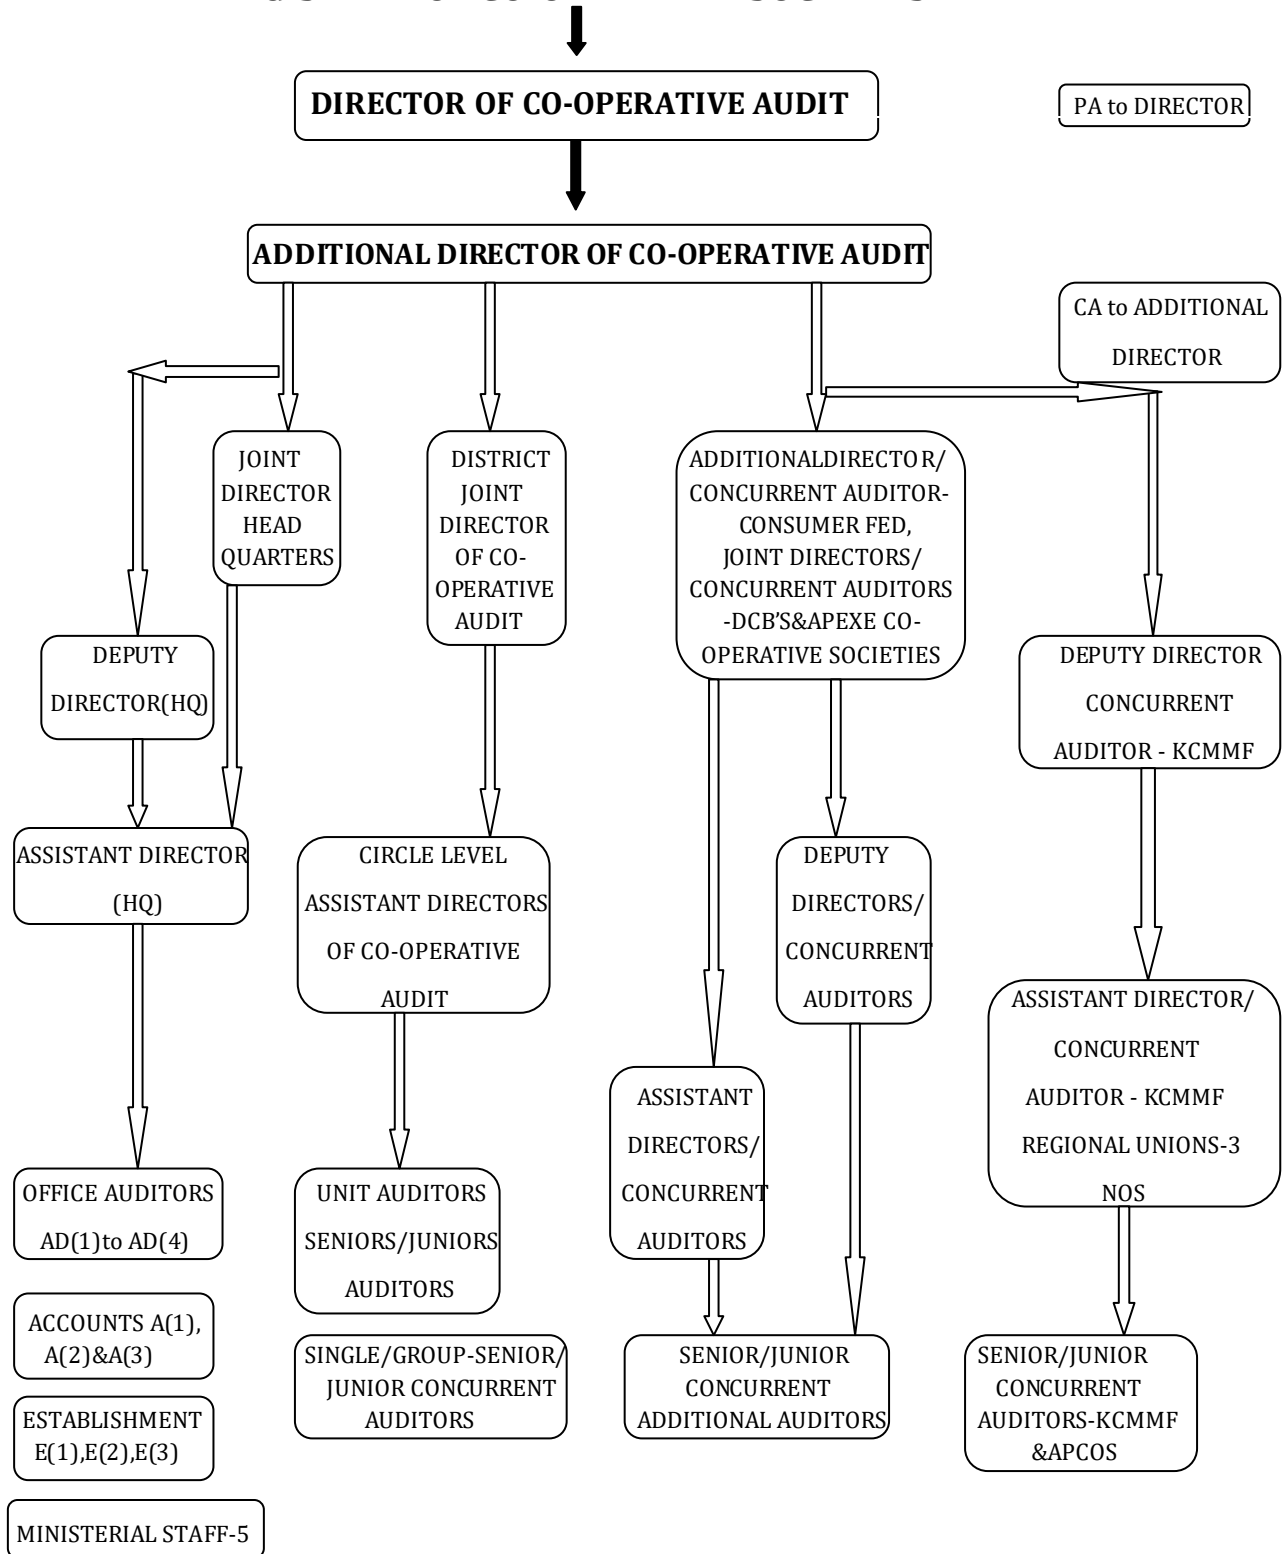 DIRECTOR OF CO-OPERATIVE AUDIT
PA to DIRECTOR
ADDITIONAL DIRECTOR OF CO-OPERATIVE AUDIT
CA to ADDITIONAL
DIRECTOR
JOINT
DIRECTOR
HEAD
QUARTERS
DISTRICT
JOINT
DIRECTOR
OF CO-
OPERATIVE
AUDIT
ADDITIONALDIRECTOR/
CONCURRENT AUDITOR-
CONSUMER FED,
JOINT DIRECTORS/
CONCURRENT AUDITORS
-DCB’S&APEXE CO-
OPERATIVE SOCIETIES
DEPUTY
DIRECTOR(HQ)
DEPUTY DIRECTOR
CONCURRENT
AUDITOR - KCMMF
ASSISTANT DIRECTOR
(HQ)
CIRCLE LEVEL
ASSISTANT DIRECTORS
OF CO-OPERATIVE
AUDIT
DEPUTY
DIRECTORS/
CONCURRENT
AUDITORS
ASSISTANT DIRECTOR/
CONCURRENT
AUDITOR - KCMMF
REGIONAL UNIONS-3
NOS
ASSISTANT
DIRECTORS/
CONCURRENT
AUDITORS
OFFICE AUDITORS
AD(1)to AD(4)
UNIT AUDITORS
SENIORS/JUNIORS
AUDITORS
ACCOUNTS A(1),
A(2)&A(3)
SINGLE/GROUP-SENIOR/
JUNIOR CONCURRENT
AUDITORS
SENIOR/JUNIOR
CONCURRENT
ADDITIONAL AUDITORS
SENIOR/JUNIOR
CONCURRENT
AUDITORS-KCMMF
&APCOS
ESTABLISHMENT
E(1),E(2),E(3)
MINISTERIAL STAFF-5